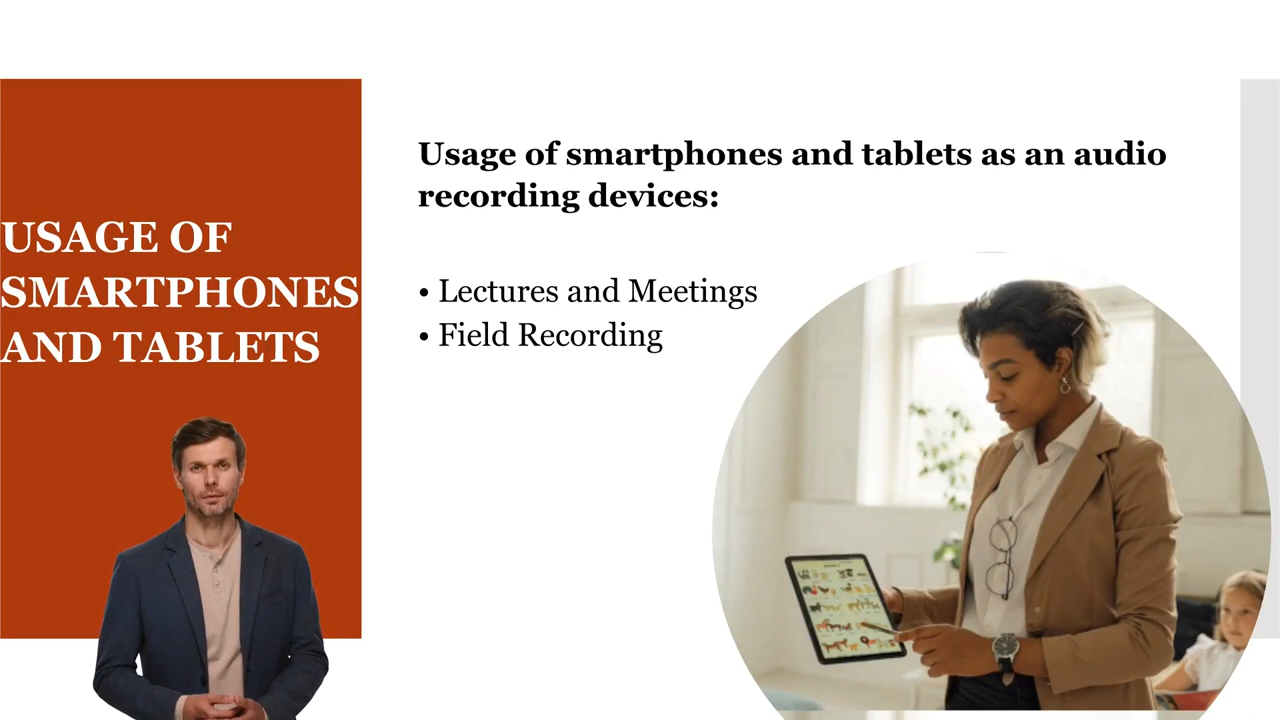 USAGE OF
SMARTPHONES
AND TABLETS
Usage of smartphones and tablets as an audio
recording devices:
• Lectures and Meetings
• Field Recording